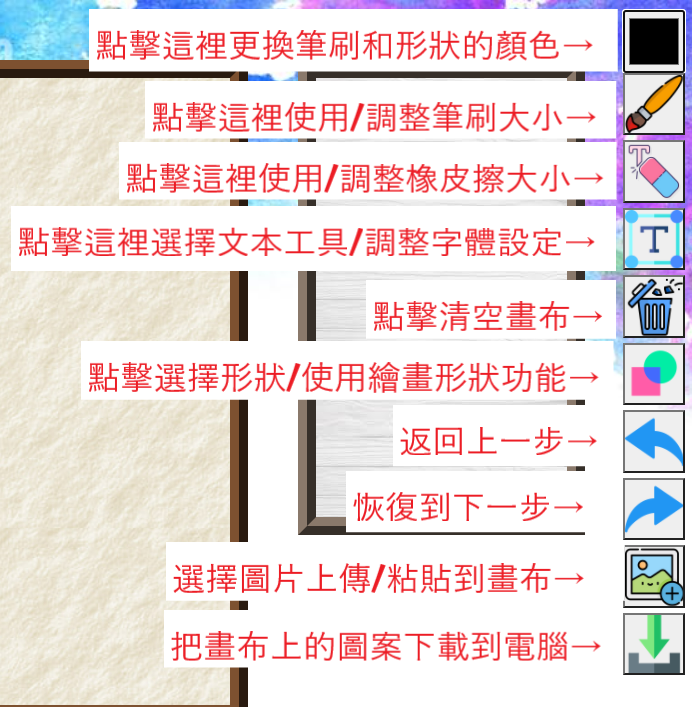 點擊這裡更換筆刷和形狀的顏色→
點擊這裡使用/調整筆刷大小→
點擊這裡使用/調整橡皮擦大小→
點擊這裡選擇文本工具/調整字體設定→
T
點擊清空畫布→
點擊選擇形狀/使用繪畫形狀功能→
返回上一步→
恢復到下一步→
選擇圖片上傳/粘貼到畫布→
把畫布上的圖案下載到電腦→